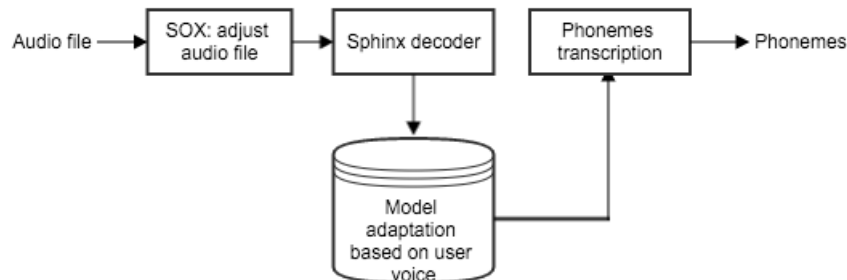 Audio file
SOX: adjust
audio file
Sphinx decoder
Phonemes
transcription
Phonemes
Model
adaptation
based on user
voice